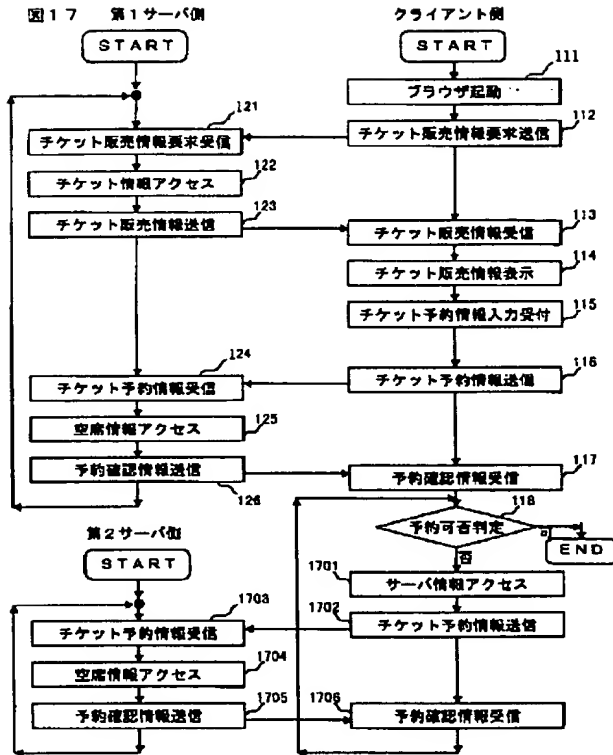 図17 第1サーバ側
クライアント側
START
START
111
ブラウザ起動
121
112
チケット販売情報要求受信
チケット販売情報要求送信
122
チケット情報アクセス
123
チケット販売情報送信
113
チケット販売情報受信
114
チケット販売情報表示
115
チケット予約情報入力受付
124
116
チケット予約情報受信
チケット予約情報送信
125
空席情報アクセス
117
予約確認情報送信
予約確認情報受信
126
118
予約可否判定
可
END
否
第2サーバ側
START
1701
サーバ情報アクセス
1703
1702
チケット予約情報受信
チケット予約情報送信
1704
空席情報アクセス
1705
1706
予約確認情報送信
予約確認情報受信